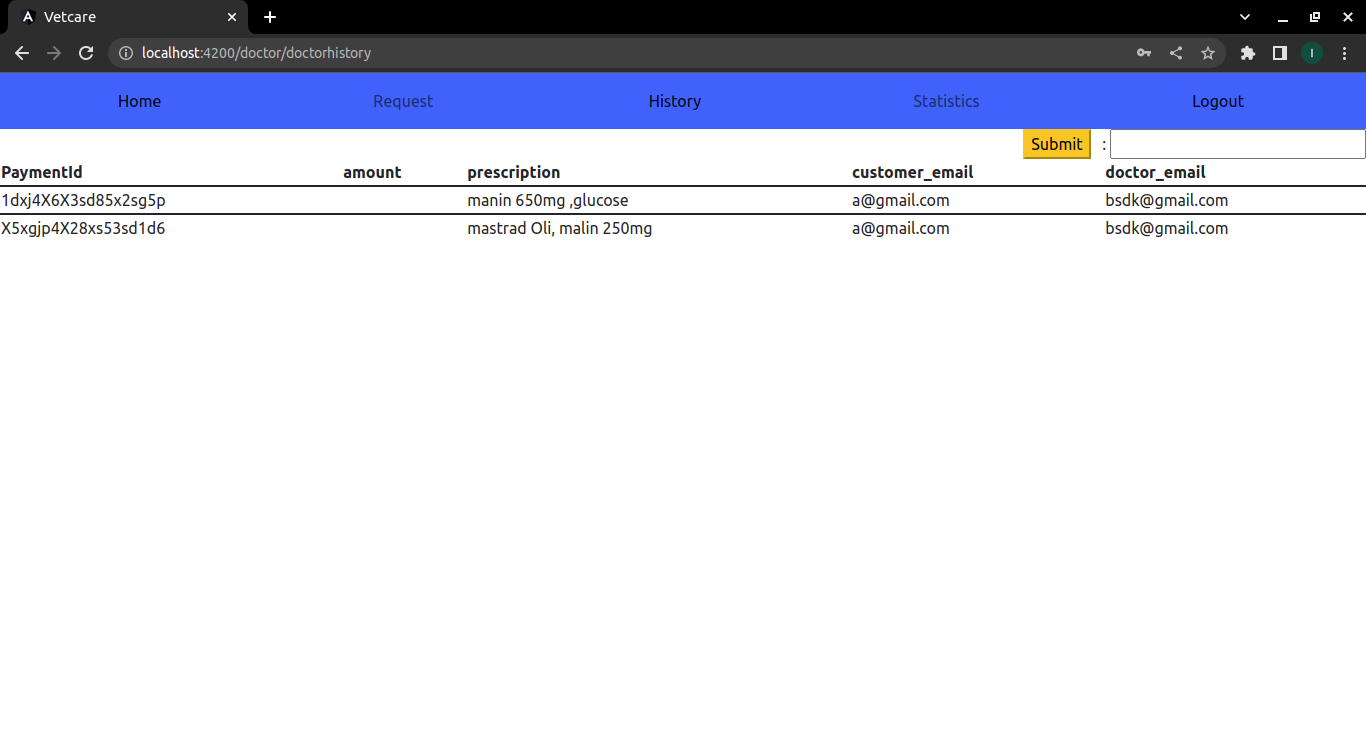 Vetcare
localhost:4200/doctor/doctorhistory
I
Home Request History Statistics Logout
Submit :
PaymentId amount prescription customer_email doctor_email
1dxj4X6X3sd85x2sg5p manin 650mg ,glucose a@gmail.com bsdk@gmail.com
X5xgjp4X28xs53sd1d6 mastrad Oli, malin 250mg a@gmail.com bsdk@gmail.com